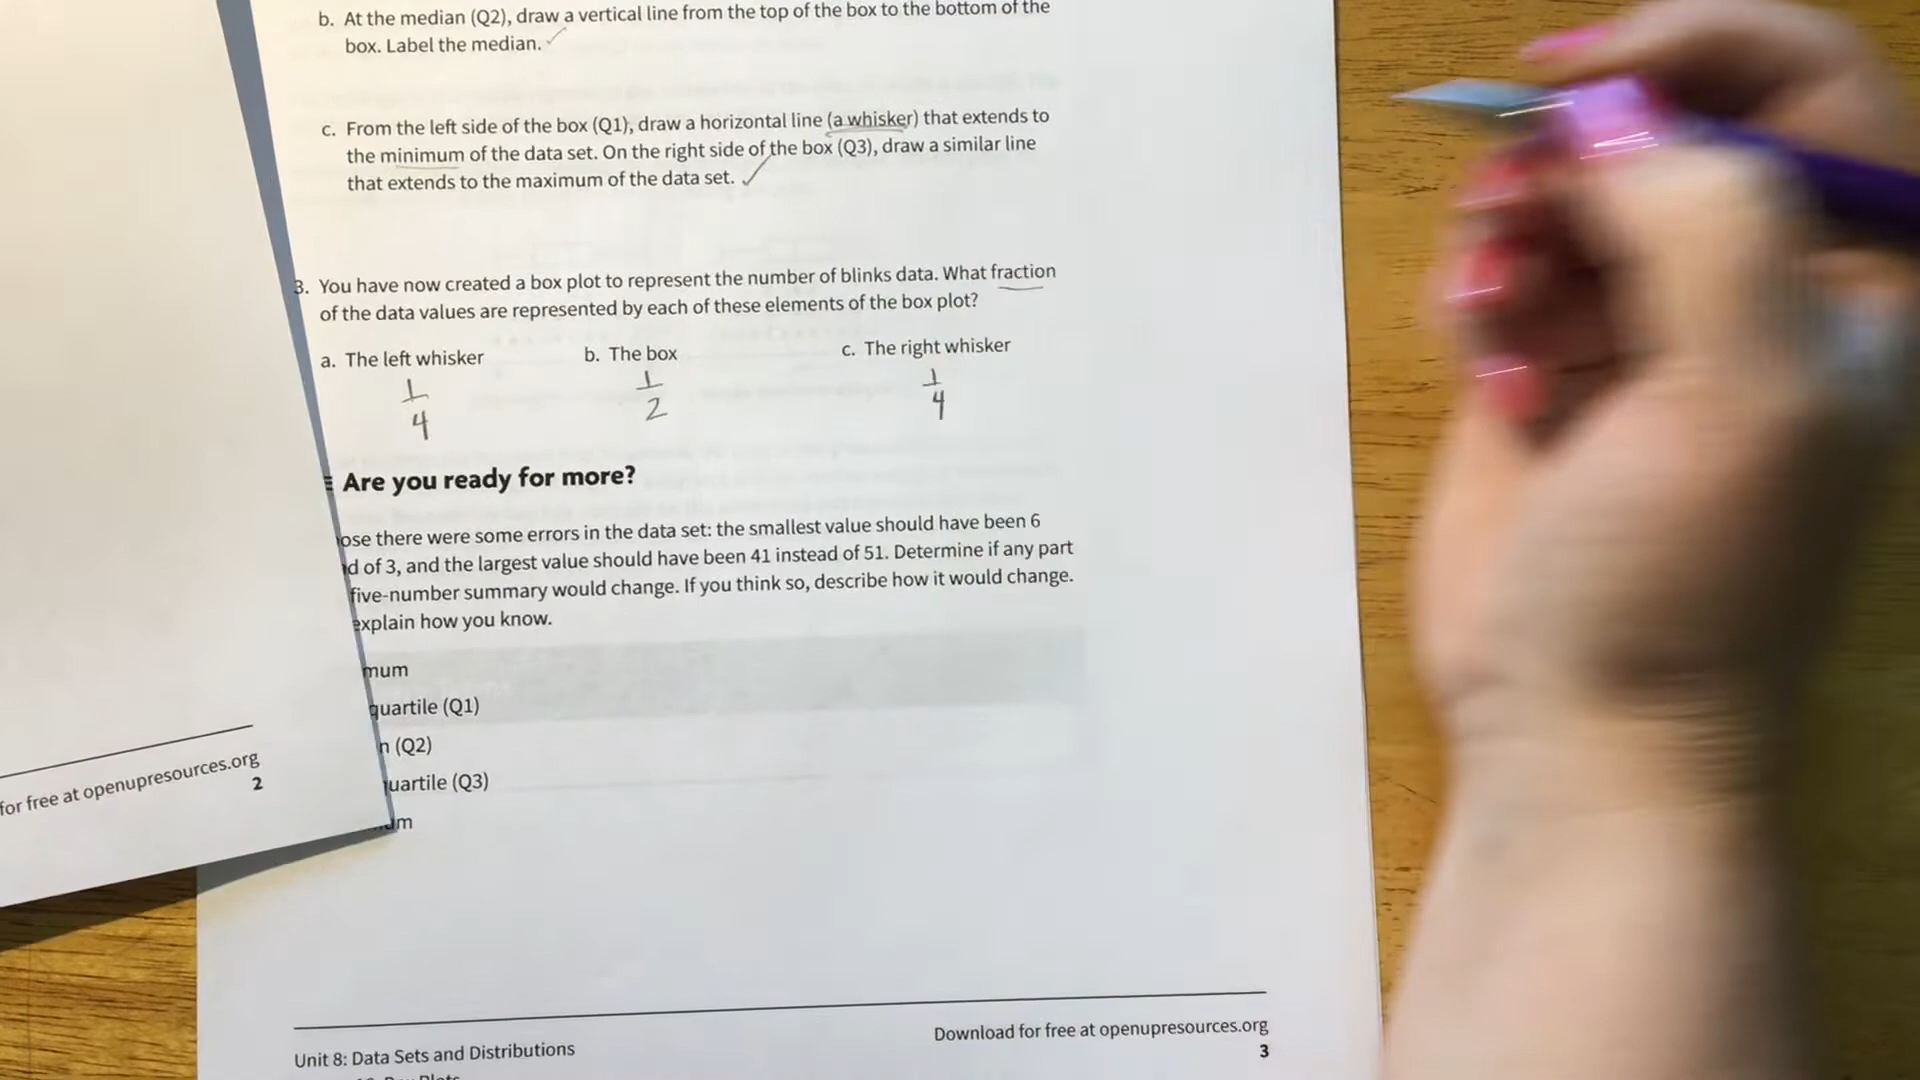 b. At the median (Q2), draw a vertical line from the top of the box to the bottom of the
box. Label the median.
c. From the left side of the box (Q1), draw a horizontal line (a whisker) that extends to
the minimum of the data set. On the right side of the box (Q3), draw a similar line
that extends to the maximum of the data set.
3. You have now created a box plot to represent the number of blinks data. What fraction
of the data values are represented by each of these elements of the box plot?
a. The left whisker b. The box c. The right whisker
1/4 1/2 1/4
Are you ready for more?
ose there were some errors in the data set: the smallest value should have been 6
d of 3, and the largest value should have been 41 instead of 51. Determine if any part
five-number summary would change. If you think so, describe how it would change.
explain how you know.
mum
quartile (Q1)
n (Q2)
uartile (Q3)
um
for free at openupresources.org
2
Download for free at openupresources.org
Unit 8: Data Sets and Distributions
3